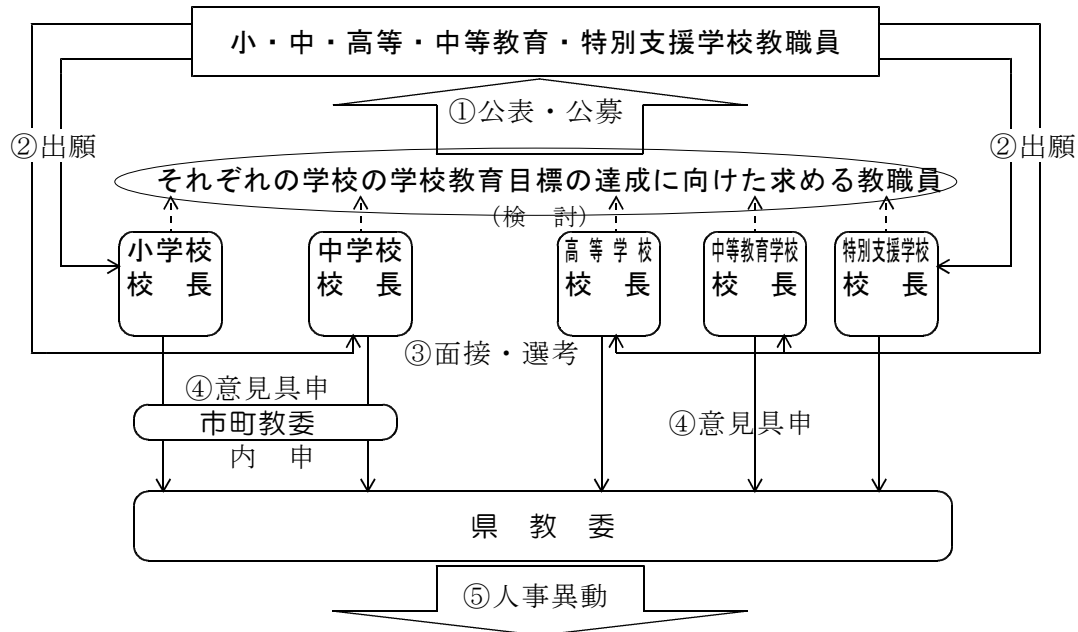 小・中・高等・中等教育・特別支援学校教職員
①公表・公募
②出願
②出願
それぞれの学校の学校教育目標の達成に向けた求める教職員
(検　討)
小学校
校　長
中学校
校　長
高 等 学 校
校　長
中等教育学校
校　長
特別支援学校
校　長
③面接・選考
④意見具申
市町教委
内　申
④意見具申
県　教　委
⑤人事異動